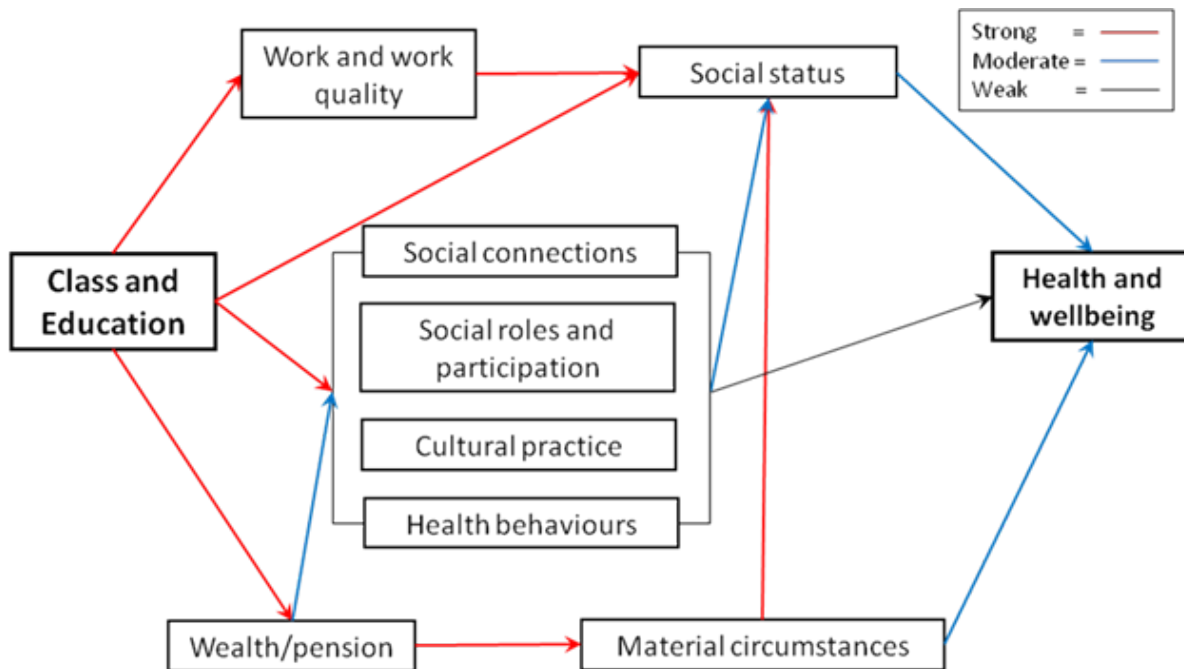 Work and work
quality
Social status
Strong =
Moderate =
Weak =
Class and
Education
Social connections
Social roles and
participation
Cultural practice
Health behaviours
Health and
wellbeing
Wealth/pension
Material circumstances